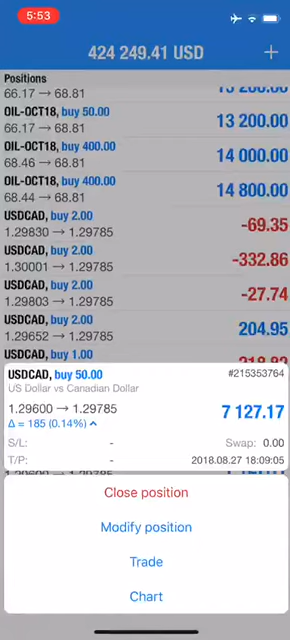 5:53
424 249.41 USD +
Positions
66.17 → 68.81 13 200.00
OIL-OCT18, buy 50.00
66.17 → 68.81 13 200.00
OIL-OCT18, buy 400.00
68.46 → 68.81 14 000.00
OIL-OCT18, buy 400.00
68.44 → 68.81 14 800.00
USDCAD, buy 2.00
1.29830 → 1.29785 -69.35
USDCAD, buy 2.00
1.30001 → 1.29785 -332.86
USDCAD, buy 2.00
1.29803 → 1.29785 -27.74
USDCAD, buy 2.00
1.29652 → 1.29785 204.95
USDCAD, buy 1.00
USDCAD, buy 50.00 #215353764
US Dollar vs Canadian Dollar
1.29600 → 1.29785 7 127.17
Δ = 185 (0.14%)
S/L: - Swap: 0.00
T/P: - 2018.08.27 18:09:05
Close position
Modify position
Trade
Chart